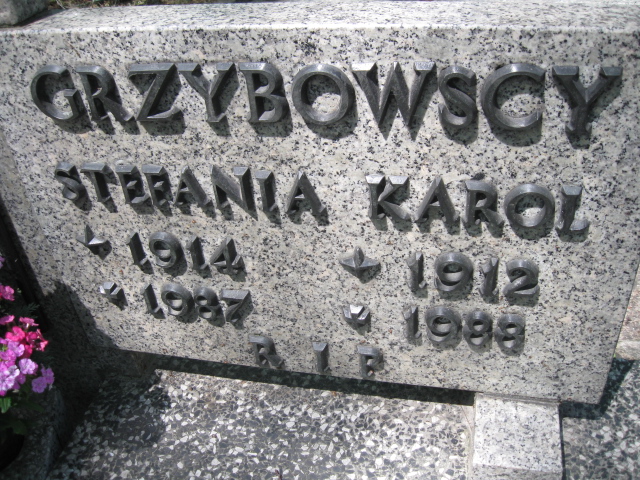 GRZYBOWSCY
STEFANIA KAROL
1914 1912
1987 1988
R I P